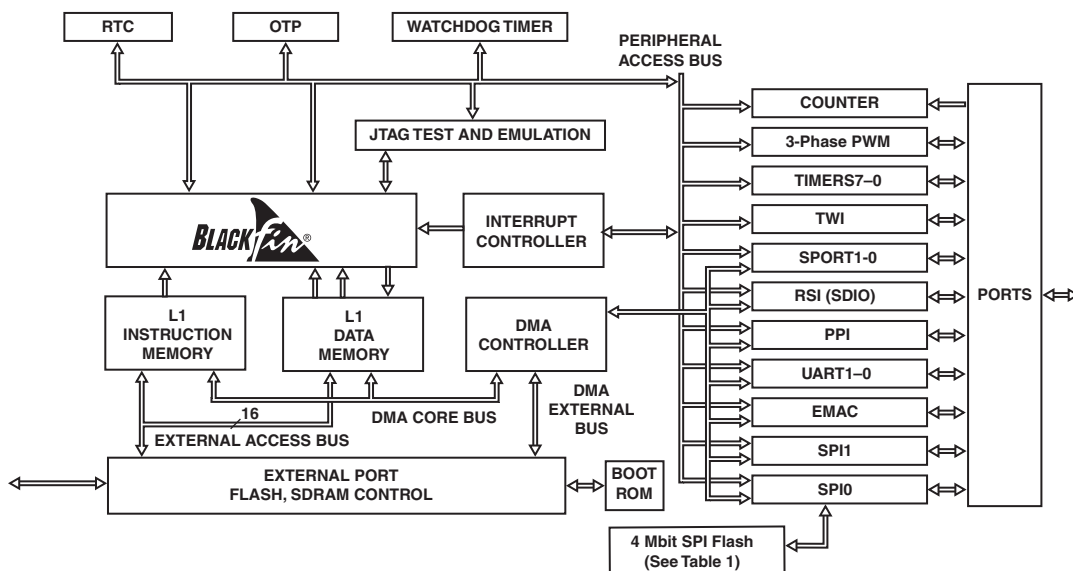 RTC
OTP
WATCHDOG TIMER
PERIPHERAL
ACCESS BUS
COUNTER
3-Phase PWM
TIMERS7–0
TWI
SPORT1-0
RSI (SDIO)
PPI
UART1–0
EMAC
SPI1
SPI0
PORTS
JTAG TEST AND EMULATION
BLACKfin®
INTERRUPT
CONTROLLER
L1
INSTRUCTION
MEMORY
L1
DATA
MEMORY
DMA
CONTROLLER
16
EXTERNAL ACCESS BUS
DMA CORE BUS
DMA
EXTERNAL
BUS
EXTERNAL PORT
FLASH, SDRAM CONTROL
BOOT
ROM
4 Mbit SPI Flash
(See Table 1)